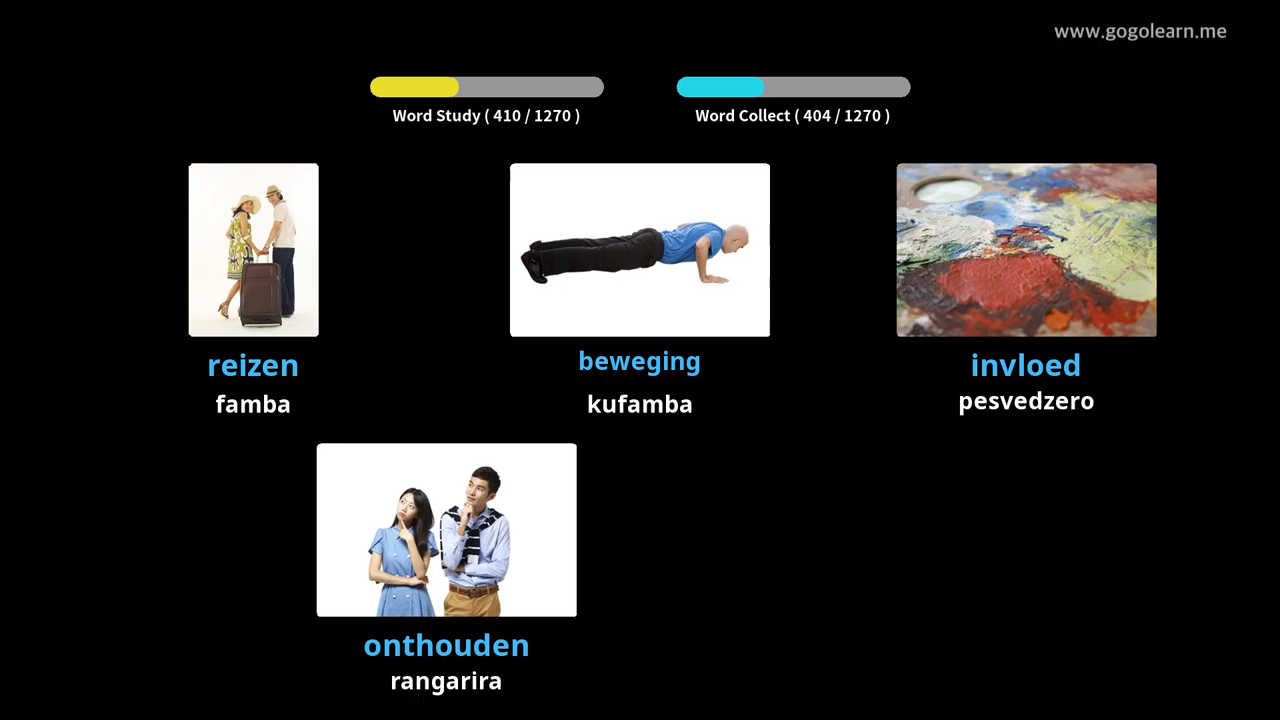 www.gogolearn.me
Word Study ( 410 / 1270 )
Word Collect ( 404 / 1270 )
reizen
famba
beweging
kufamba
invloed
pesvedzero
onthouden
rangarira